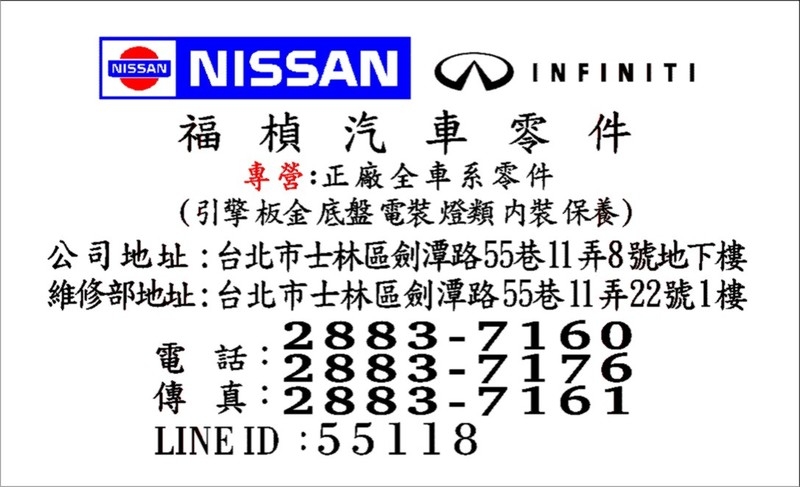 NISSAN NISSAN INFINITI
福楨汽車零件
專營:正廠全車系零件
(引擎板金底盤電裝燈類內裝保養)
公司地址:台北市士林區劍潭路55巷11弄8號地下樓
維修部地址:台北市士林區劍潭路55巷11弄22號1樓
電話:2883-7160
2883-7176
傳真:2883-7161
LINE ID :55118